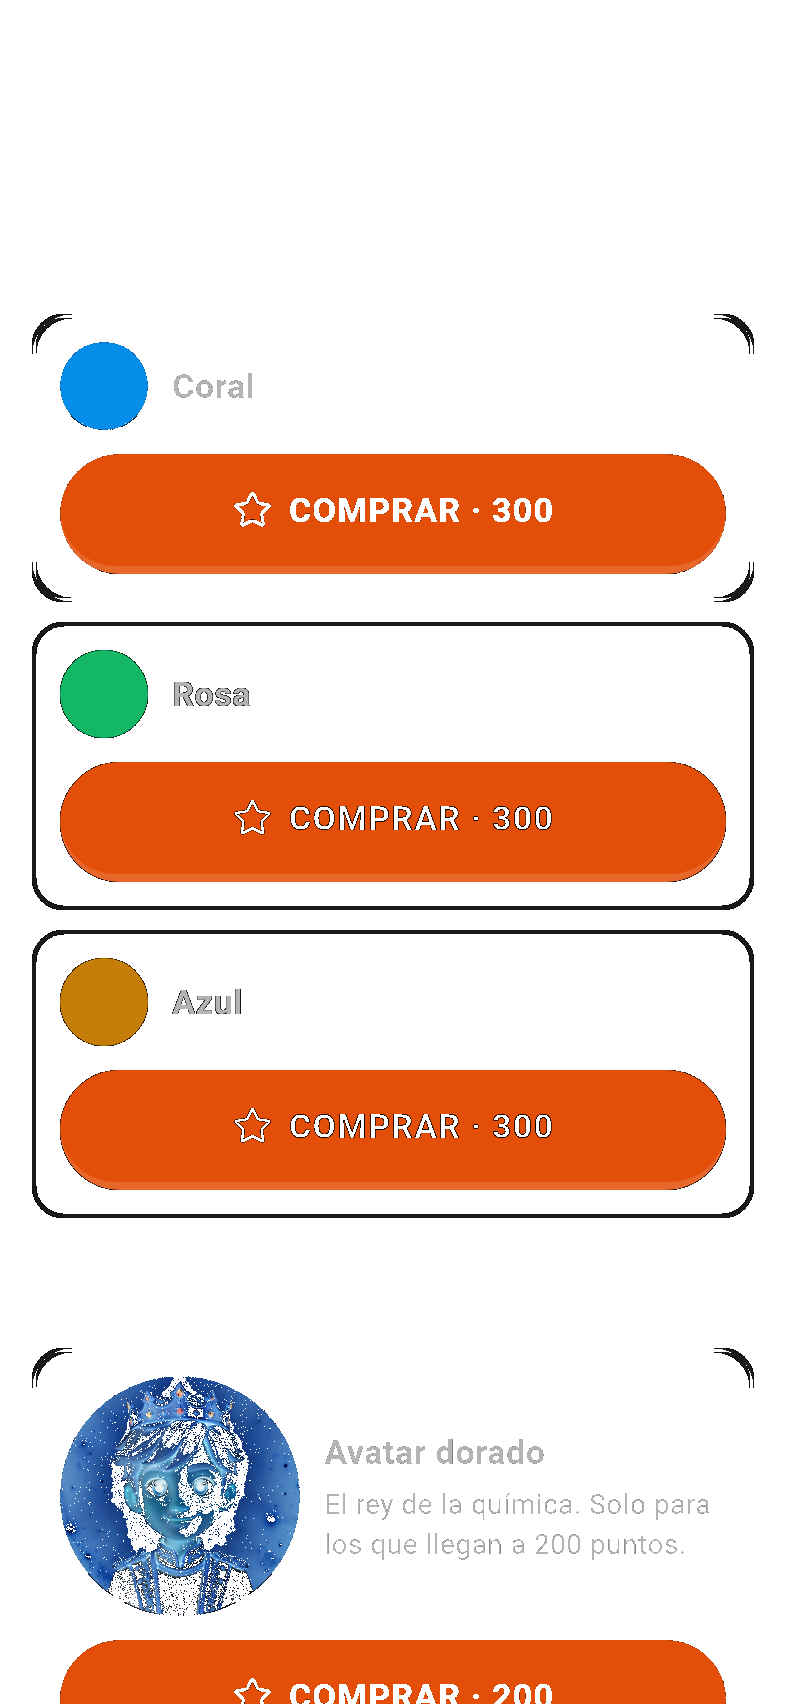 Coral
COMPRAR · 300
Rosa
COMPRAR · 300
Azul
COMPRAR · 300
Avatar dorado
El rey de la química. Solo para
los que llegan a 200 puntos.
COMPRAR · 200